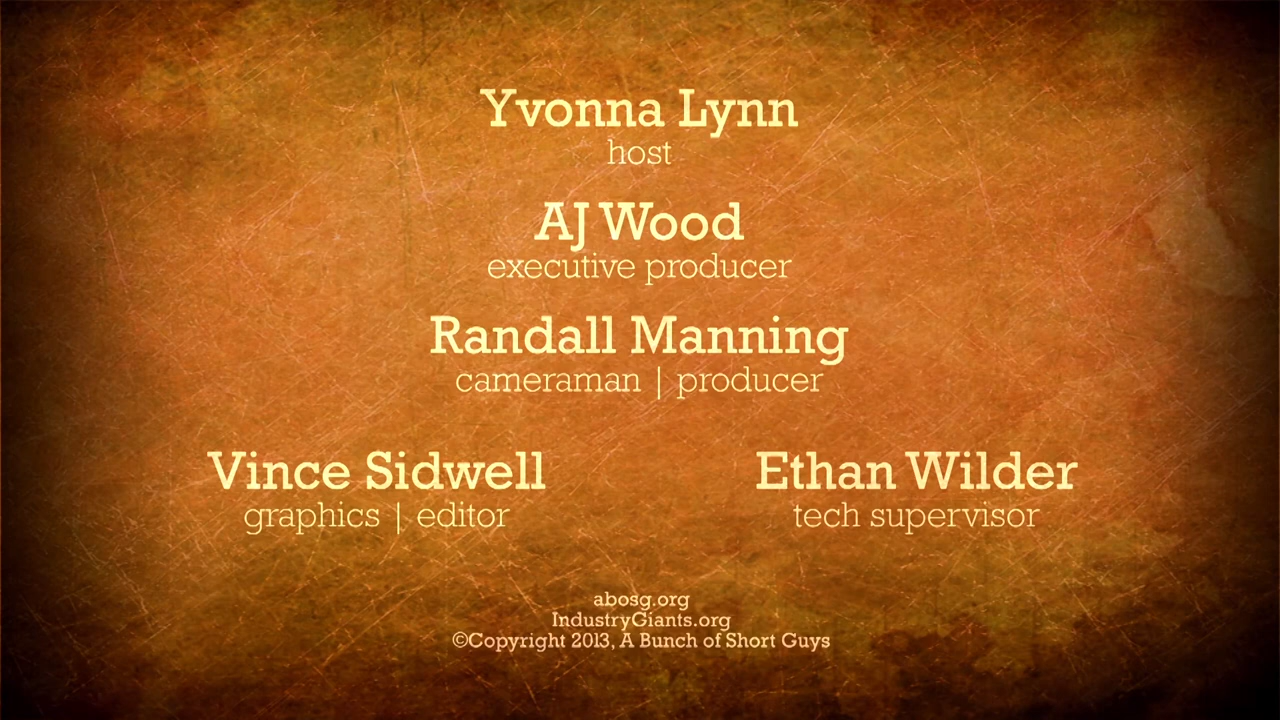 Yvonna Lynn
host
AJ Wood
executive producer
Randall Manning
cameraman | producer
Vince Sidwell
graphics | editor
Ethan Wilder
tech supervisor
abosg.org
IndustryGiants.org
©Copyright 2013, A Bunch of Short Guys